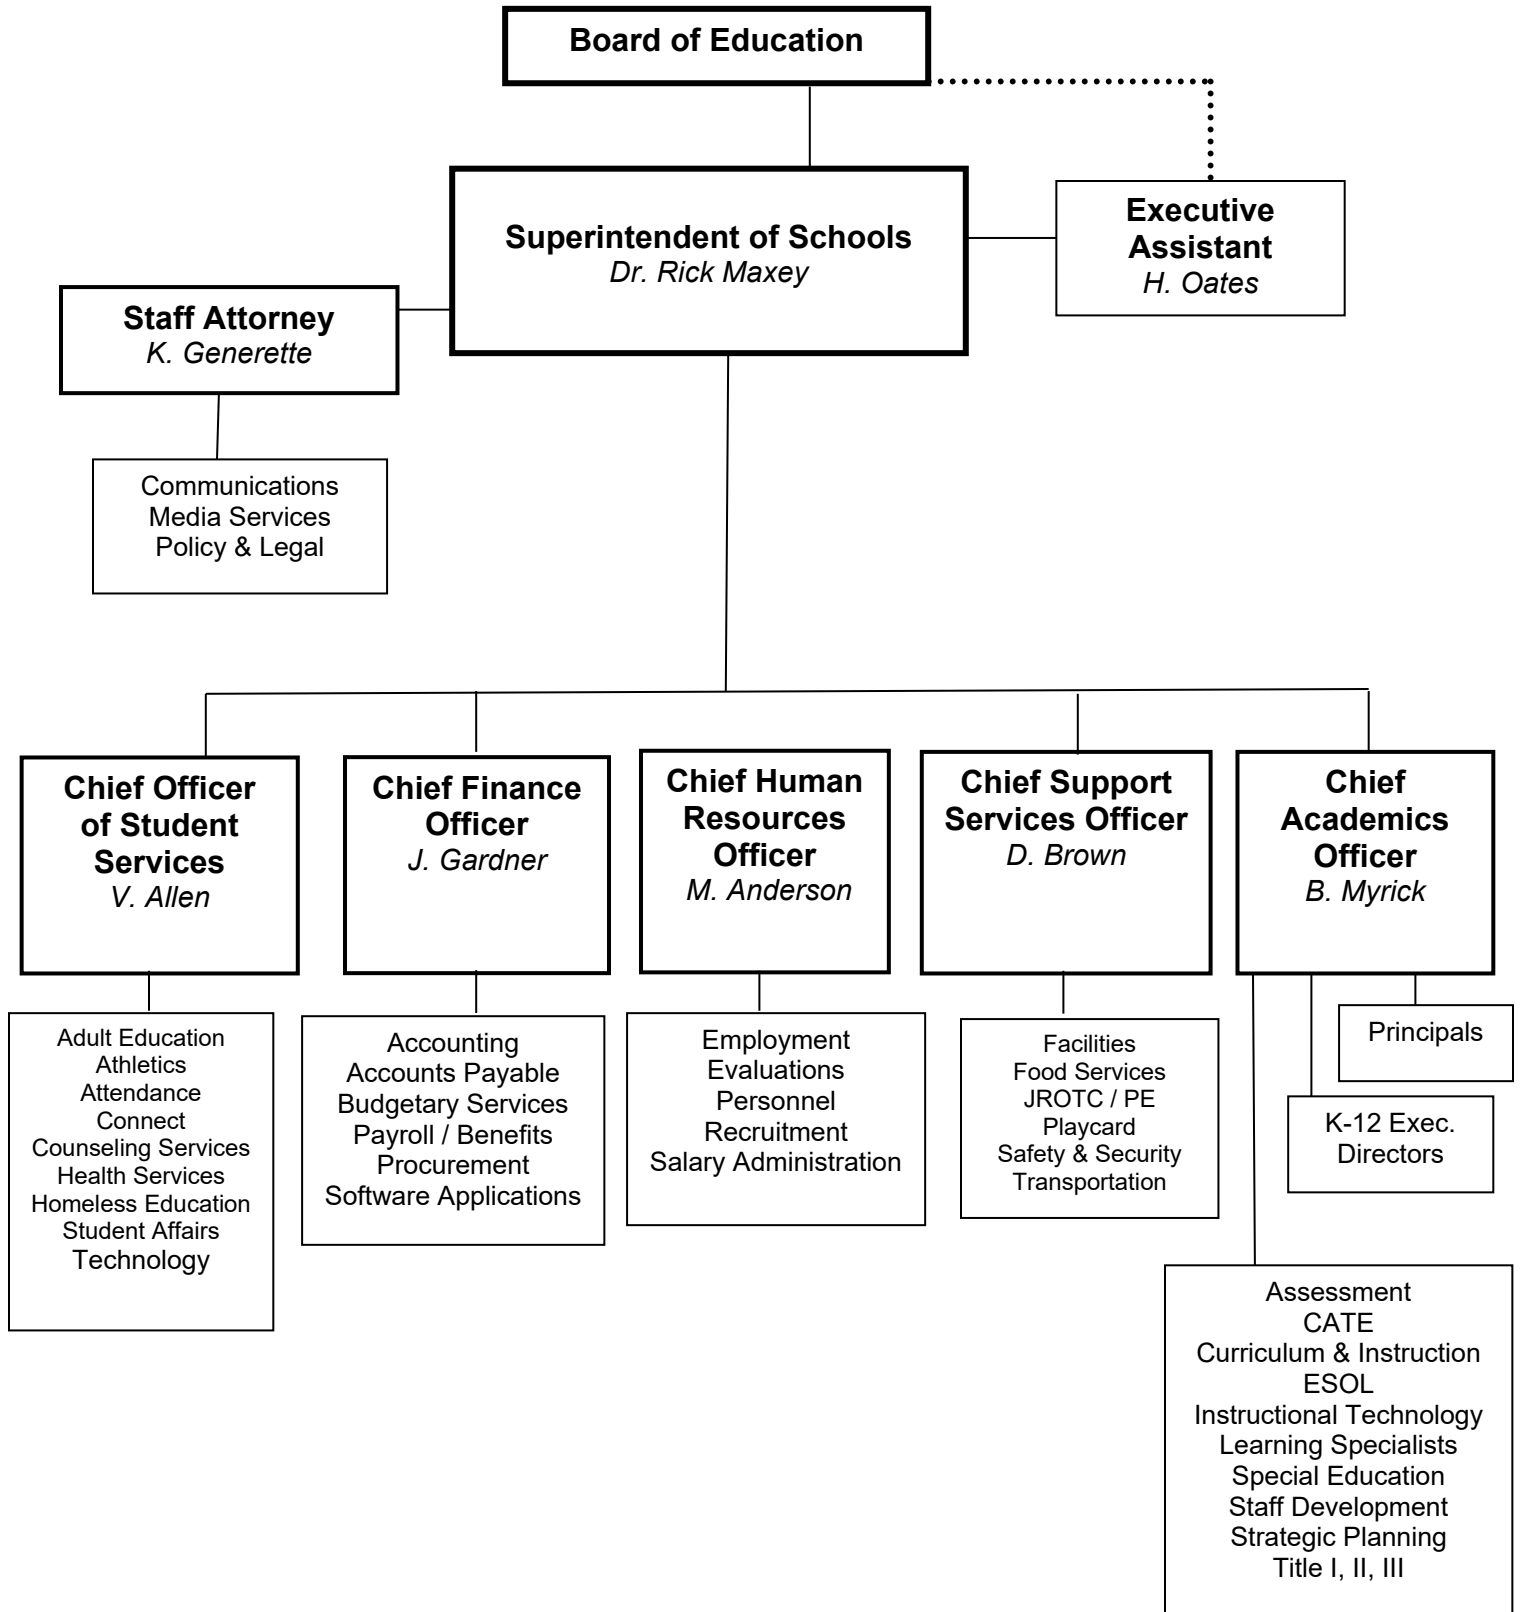 Board of Education
Superintendent of Schools
Dr. Rick Maxey
Executive
Assistant
H. Oates
Staff Attorney
K. Generette
Communications
Media Services
Policy & Legal
Chief Officer
of Student
Services
V. Allen
Chief Finance
Officer
J. Gardner
Chief Human
Resources
Officer
M. Anderson
Chief Support
Services Officer
D. Brown
Chief
Academics
Officer
B. Myrick
Adult Education
Athletics
Attendance
Connect
Counseling Services
Health Services
Homeless Education
Student Affairs
Technology
Accounting
Accounts Payable
Budgetary Services
Payroll / Benefits
Procurement
Software Applications
Employment
Evaluations
Personnel
Recruitment
Salary Administration
Facilities
Food Services
JROTC / PE
Playcard
Safety & Security
Transportation
Principals
K-12 Exec.
Directors
Assessment
CATE
Curriculum & Instruction
ESOL
Instructional Technology
Learning Specialists
Special Education
Staff Development
Strategic Planning
Title I, II, III